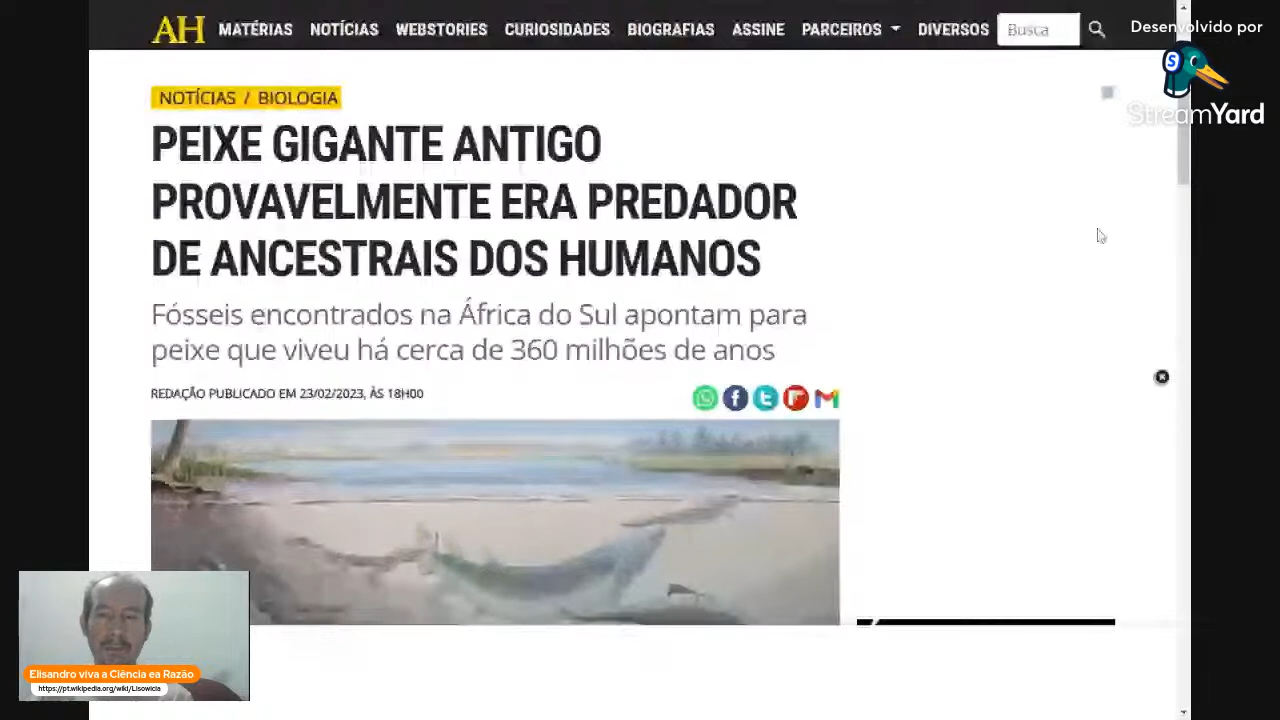 AH MATÉRIAS NOTÍCIAS WEBSTORIES CURIOSIDADES BIOGRAFIAS ASSINE PARCEIROS DIVERSOS Busca
Desenvolvido por
StreamYard
NOTÍCIAS / BIOLOGIA
PEIXE GIGANTE ANTIGO
PROVAVELMENTE ERA PREDADOR
DE ANCESTRAIS DOS HUMANOS
Fósseis encontrados na África do Sul apontam para
peixe que viveu há cerca de 360 milhões de anos
REDAÇÃO PUBLICADO EM 23/02/2023, ÀS 18H00
Elisandro viva a Ciência ea Razão
https://pt.wikipedia.org/wiki/Lisowicia